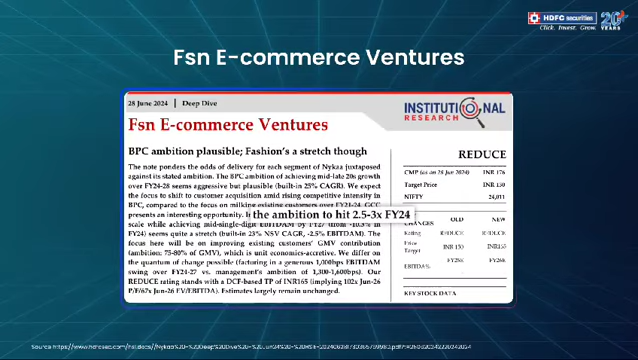 HDFC securities
Click. Invest. Grow.
20
YEARS
Fsn E-commerce Ventures
28 June 2024 | Deep Dive
INSTITUTIONAL
RESEARCH
Fsn E-commerce Ventures
BPC ambition plausible; Fashion's a stretch though
The note ponders the odds of delivery for each segment of Nykaa juxtaposed
against its stated ambition. The BPC ambition of achieving mid-late 20s growth
over FY24-28 seems aggressive but plausible (built-in 25% CAGR). We expect
the focus to shift to customer acquisition amid rising competitive intensity in
BPC, compared to the focus on milking existing customers over FY21-24. GCC
presents an interesting opportunity.
the ambition to hit 2.5-3x FY24
scale while achieving mid-single-digit EBITDAM by FY27
in FY24) seems quite stretched (built-in 23% NSV CAGR, -2.5% EBITDAM). The
focus here will be on improving existing customers' GMV contribution
(ambition: 75-80% of GMV), which is unit economics-accretive. We differ on
the quantum of change possible (factoring in a generous 1,000bps EBITDAM
swing over FY24-27 vs. management's ambition of 1,300-1,600bps). Our
REDUCE rating stands with a DCF-based TP of INR165 (implying 102x Jun-26
P/E/67x Jun-26 EV/EBITDA). Estimates largely remain unchanged.
REDUCE
CMP (as on 28 Jun 2024) INR 176
Target Price INR 150
NIFTY 24,011
CHANGES OLD NEW
Rating REDUCE REDUCE
Price Target INR 150 INR165
EBITDA%
KEY STOCK DATA